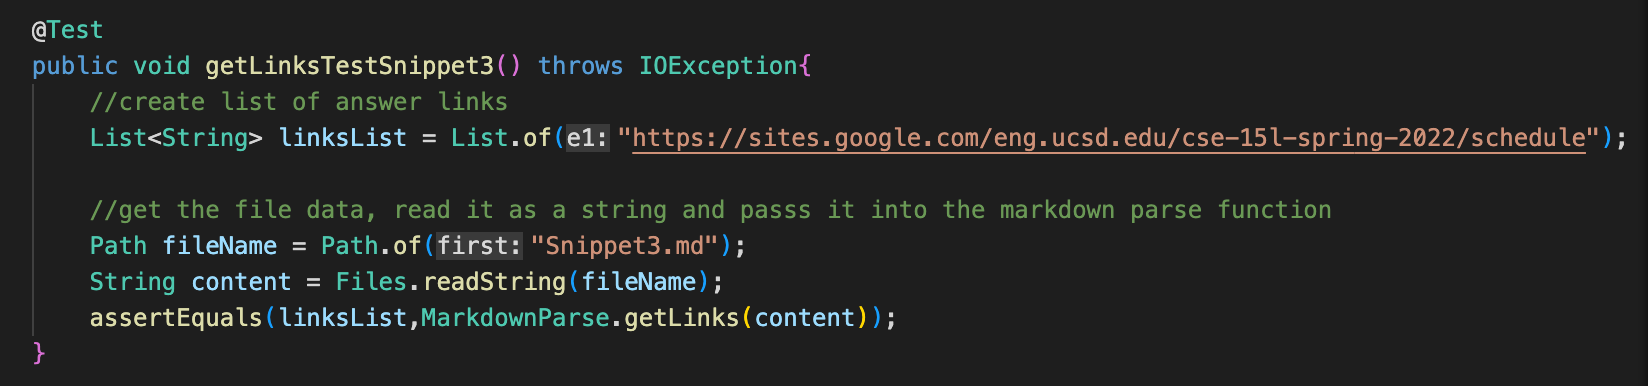 @Test
public void getLinksTestSnippet3() throws IOException{
//create list of answer links
List<String> linksList = List.of(e1: "https://sites.google.com/eng.ucsd.edu/cse-15l-spring-2022/schedule");
//get the file data, read it as a string and passs it into the markdown parse function
Path fileName = Path.of(first: "Snippet3.md");
String content = Files.readString(fileName);
assertEquals(linksList,MarkdownParse.getLinks(content));
}